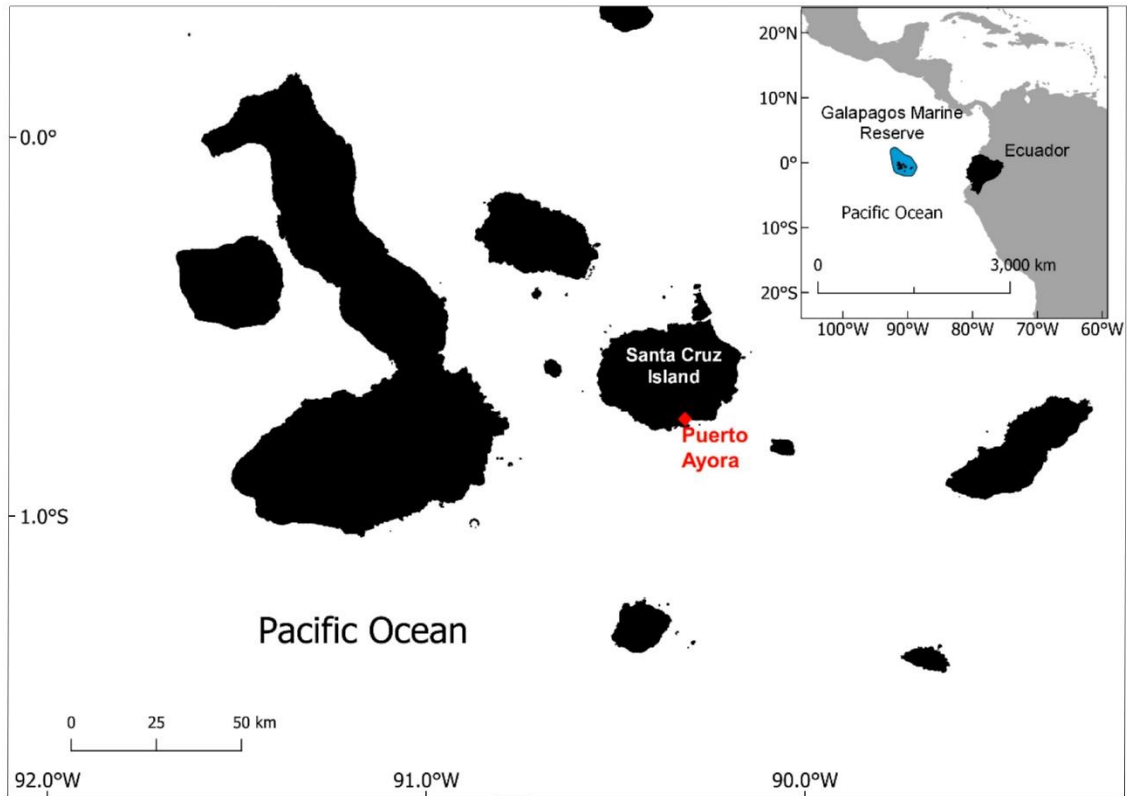 20°N
10°N
Galapagos Marine
Reserve
Ecuador
0°
Pacific Ocean
10°S
0 3,000 km
20°S
100°W 90°W 80°W 70°W 60°W
0.0°
Santa Cruz
Island
Puerto
Ayora
1.0°S
Pacific Ocean
0 25 50 km
92.0°W 91.0°W 90.0°W